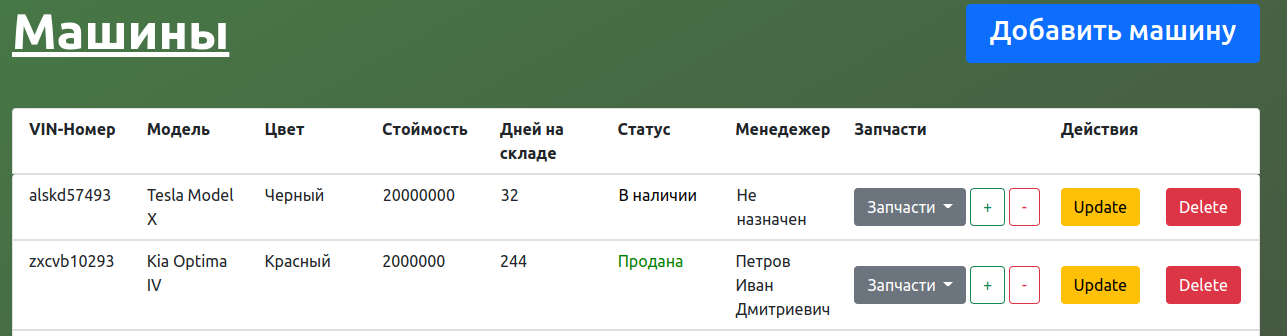 Машины
Добавить машину
VIN-Номер Модель Цвет Стоймость Дней на складе Статус Менеджер Запчасти Действия
alskd57493 Tesla Model X Черный 20000000 32 В наличии Не назначен Запчасти + - Update Delete
zxcvb10293 Kia Optima IV Красный 2000000 244 Продана Петров Иван Дмитриевич Запчасти + - Update Delete